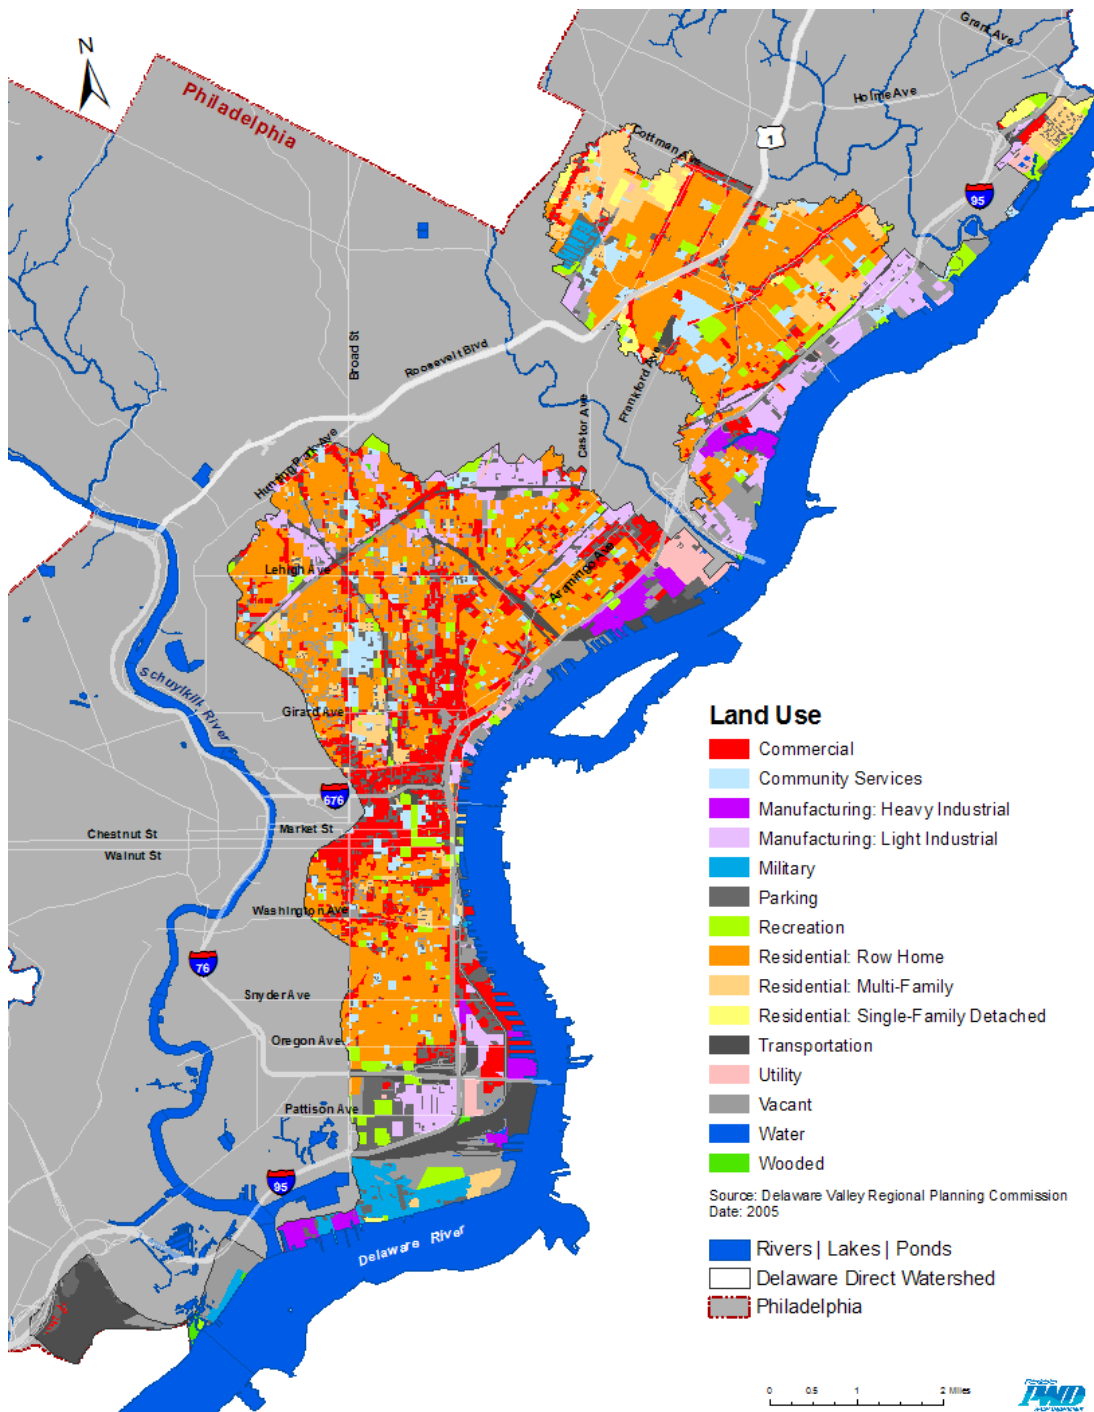 N
Philadelphia
Grant Ave
Holme Ave
Cottman Ave
1
95
Broad St
Roosevelt Blvd
Frankford Ave
Castor Ave
Hunting Park Ave
Lehigh Ave
Aramingo Ave
Schuylkill River
Girard Ave
676
Chestnut St
Market St
Walnut St
Washington Ave
76
Snyder Ave
Oregon Ave
Pattison Ave
95
Delaware River
Land Use
Commercial
Community Services
Manufacturing: Heavy Industrial
Manufacturing: Light Industrial
Military
Parking
Recreation
Residential: Row Home
Residential: Multi-Family
Residential: Single-Family Detached
Transportation
Utility
Vacant
Water
Wooded
Source: Delaware Valley Regional Planning Commission
Date: 2005
Rivers | Lakes | Ponds
Delaware Direct Watershed
Philadelphia
0 0.5 1 2 Miles
PWD